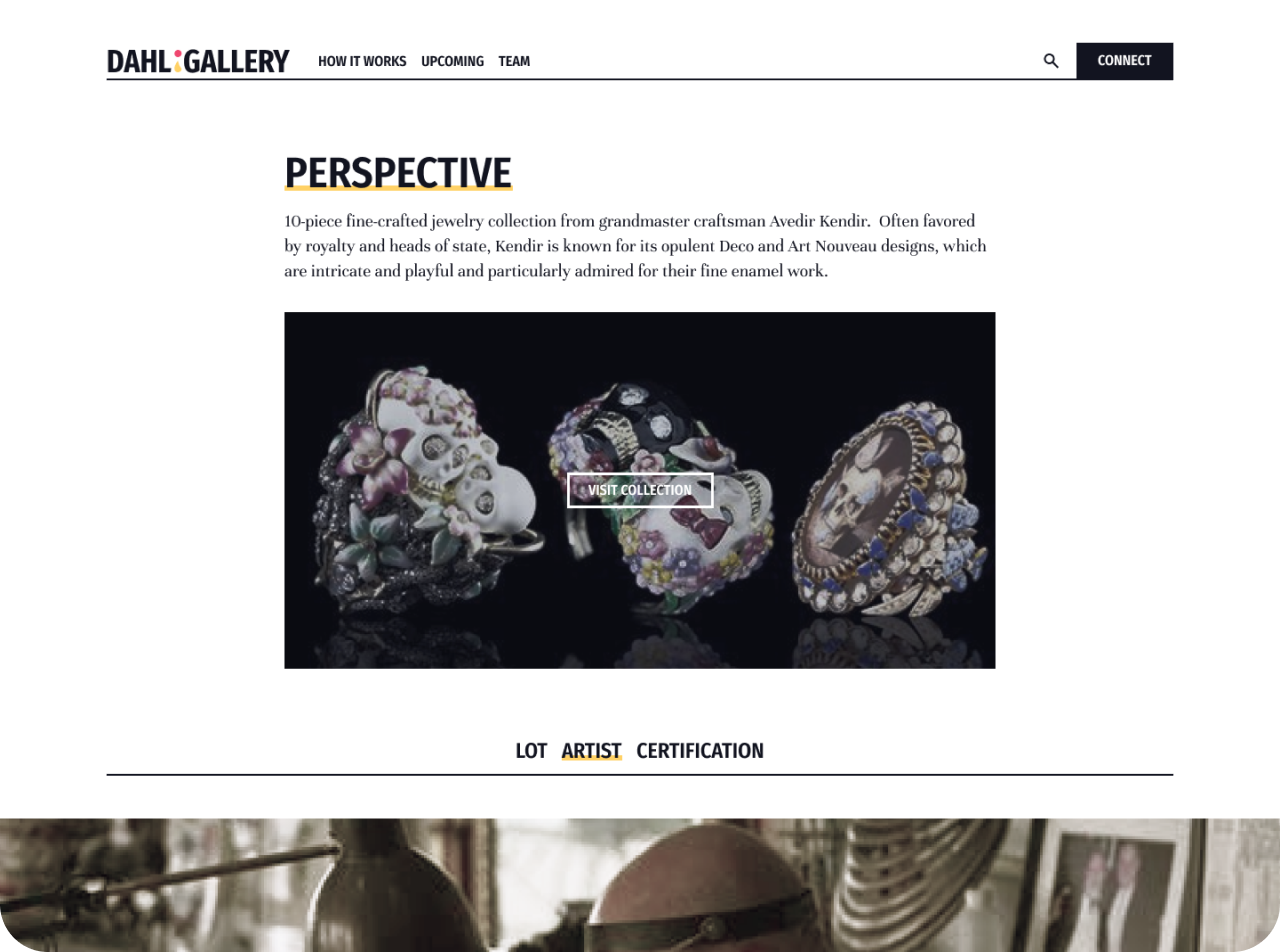 DAHL GALLERY HOW IT WORKS UPCOMING TEAM CONNECT
PERSPECTIVE
10-piece fine-crafted jewelry collection from grandmaster craftsman Avedir Kendir.  Often favored
by royalty and heads of state, Kendir is known for its opulent Deco and Art Nouveau designs, which
are intricate and playful and particularly admired for their fine enamel work.
VISIT COLLECTION
LOT ARTIST CERTIFICATION